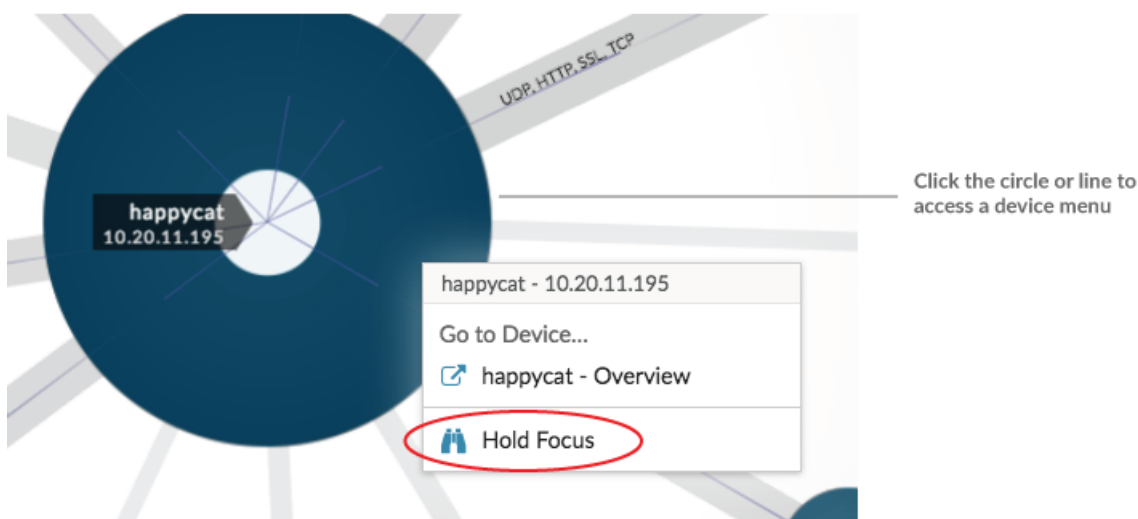 UDP, HTTP, SSL, TCP
Click the circle or line to
access a device menu
happycat
10.20.11.195
happycat - 10.20.11.195
Go to Device...
happycat - Overview
Hold Focus